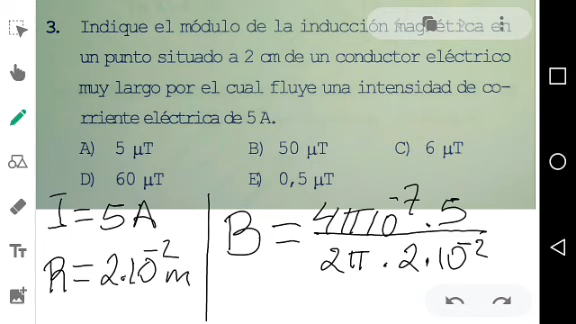 3. Indique el módulo de la inducción magnética en
un punto situado a 2 cm de un conductor eléctrico
muy largo por el cual fluye una intensidad de co-
rriente eléctrica de 5 A.
A) 5 μT B) 50 μT C) 6 μT
D) 60 μT E) 0,5 μT
I = 5A
R = 2.10⁻² m
B = 4π10⁻⁷ . 5
2π . 2.10⁻²
Tт